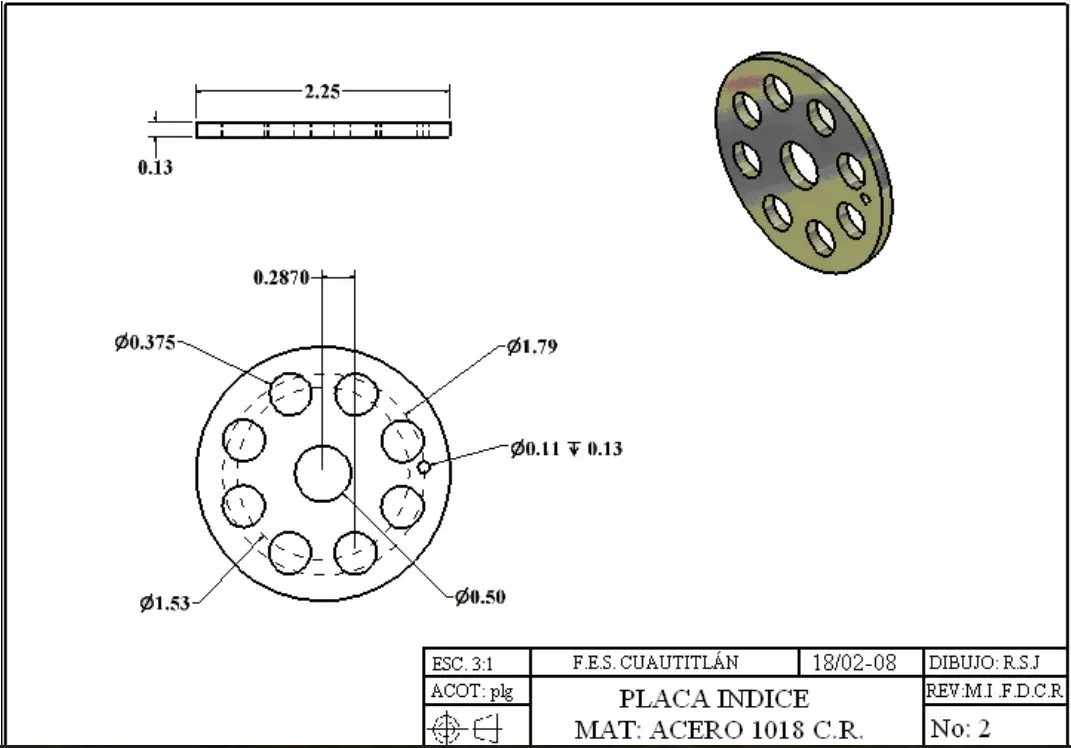 2.25
0.13
0.2870
Ø0.375
Ø1.79
Ø0.11 ↧ 0.13
Ø1.53
Ø0.50
ESC. 3:1
F.E.S. CUAUTITLÁN
18/02-08
DIBUJO: R.S.J
ACOT: plg
PLACA INDICE
REV:M.I .F.D.C.R
MAT: ACERO 1018 C.R.
No: 2